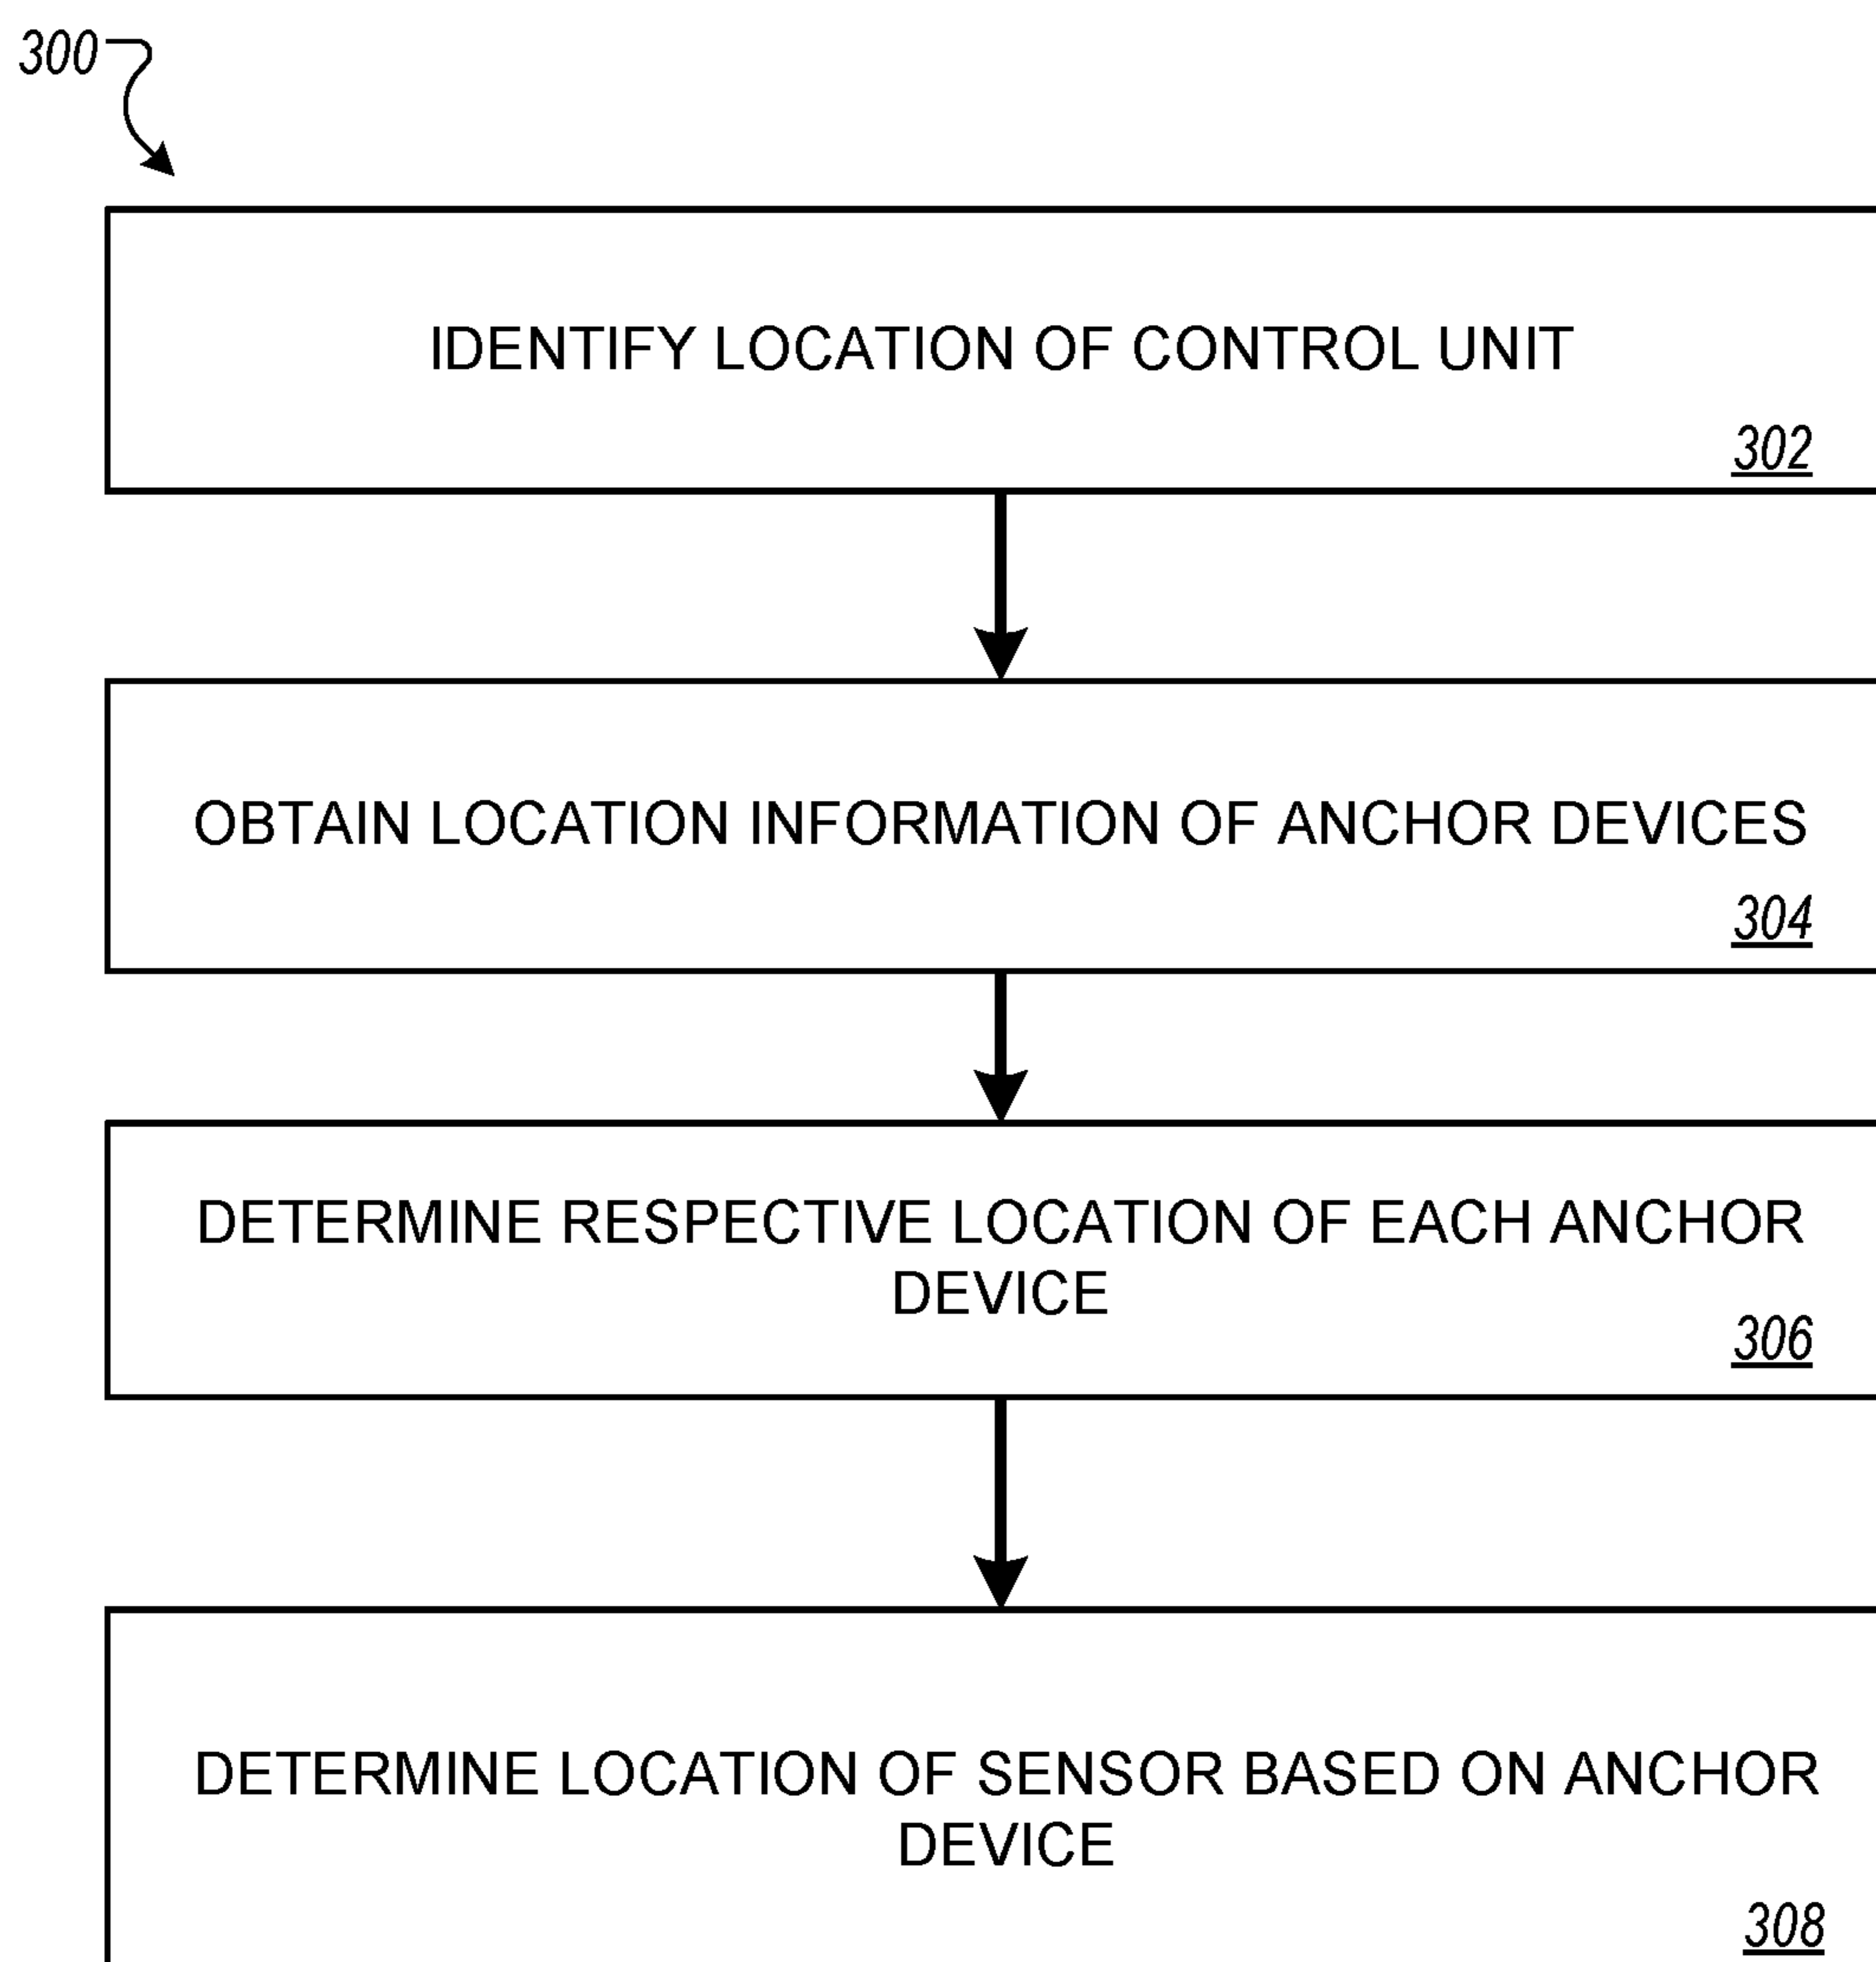 300
IDENTIFY LOCATION OF CONTROL UNIT
302
OBTAIN LOCATION INFORMATION OF ANCHOR DEVICES
304
DETERMINE RESPECTIVE LOCATION OF EACH ANCHOR
DEVICE
306
DETERMINE LOCATION OF SENSOR BASED ON ANCHOR
DEVICE
308